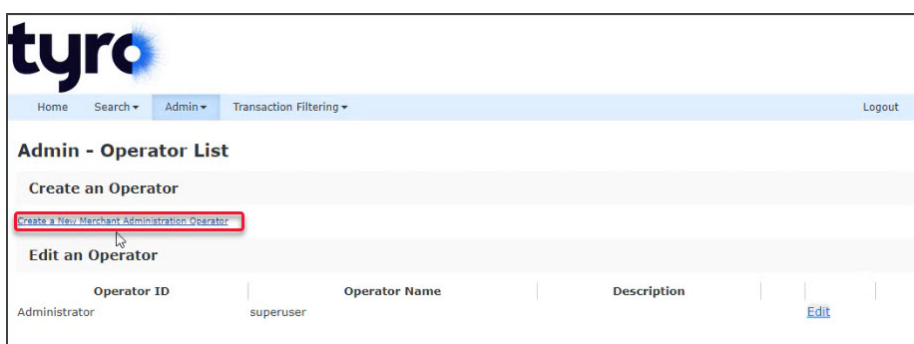 tyro
Home Search Admin Transaction Filtering Logout
Admin - Operator List
Create an Operator
Create a New Merchant Administration Operator
Edit an Operator
Operator ID Operator Name Description
Administrator superuser Edit